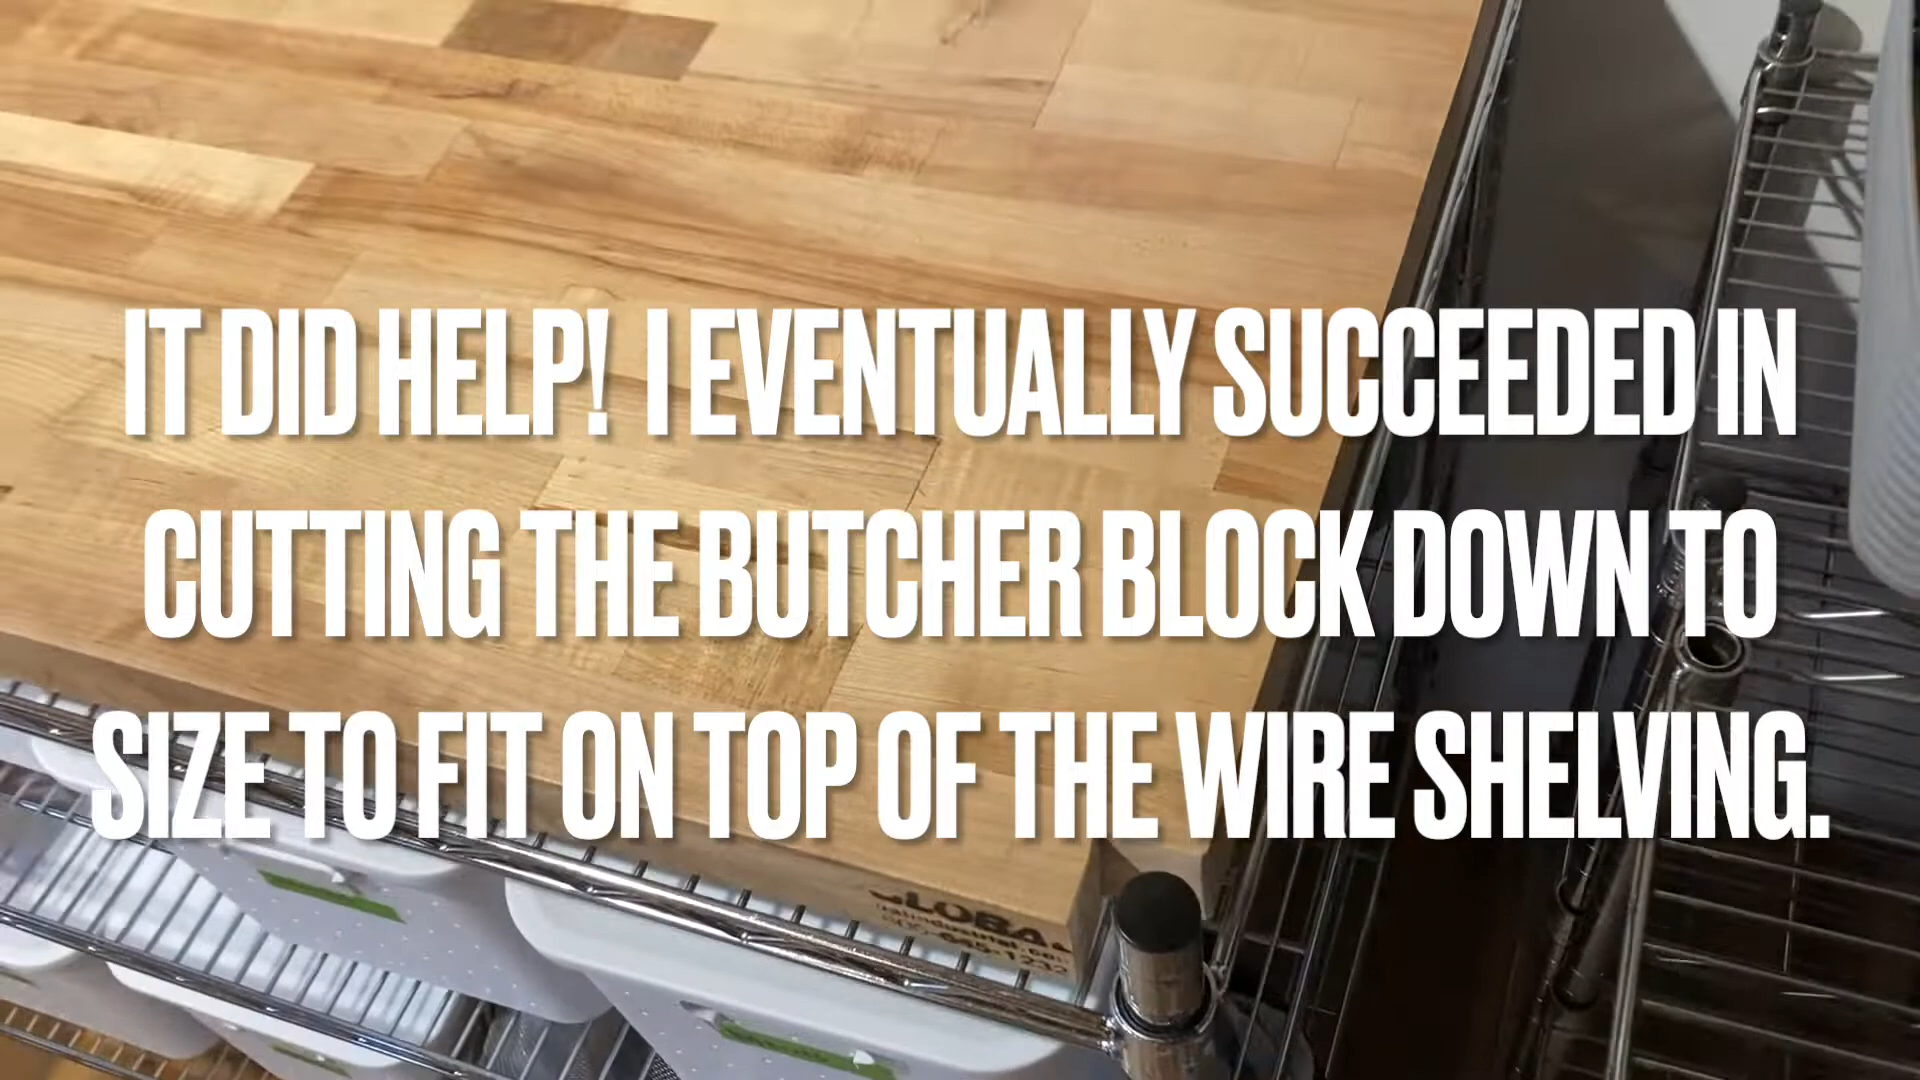 IT DID HELP! I EVENTUALLY SUCCEEDED IN
CUTTING THE BUTCHER BLOCK DOWN TO
SIZE TO FIT ON TOP OF THE WIRE SHELVING.